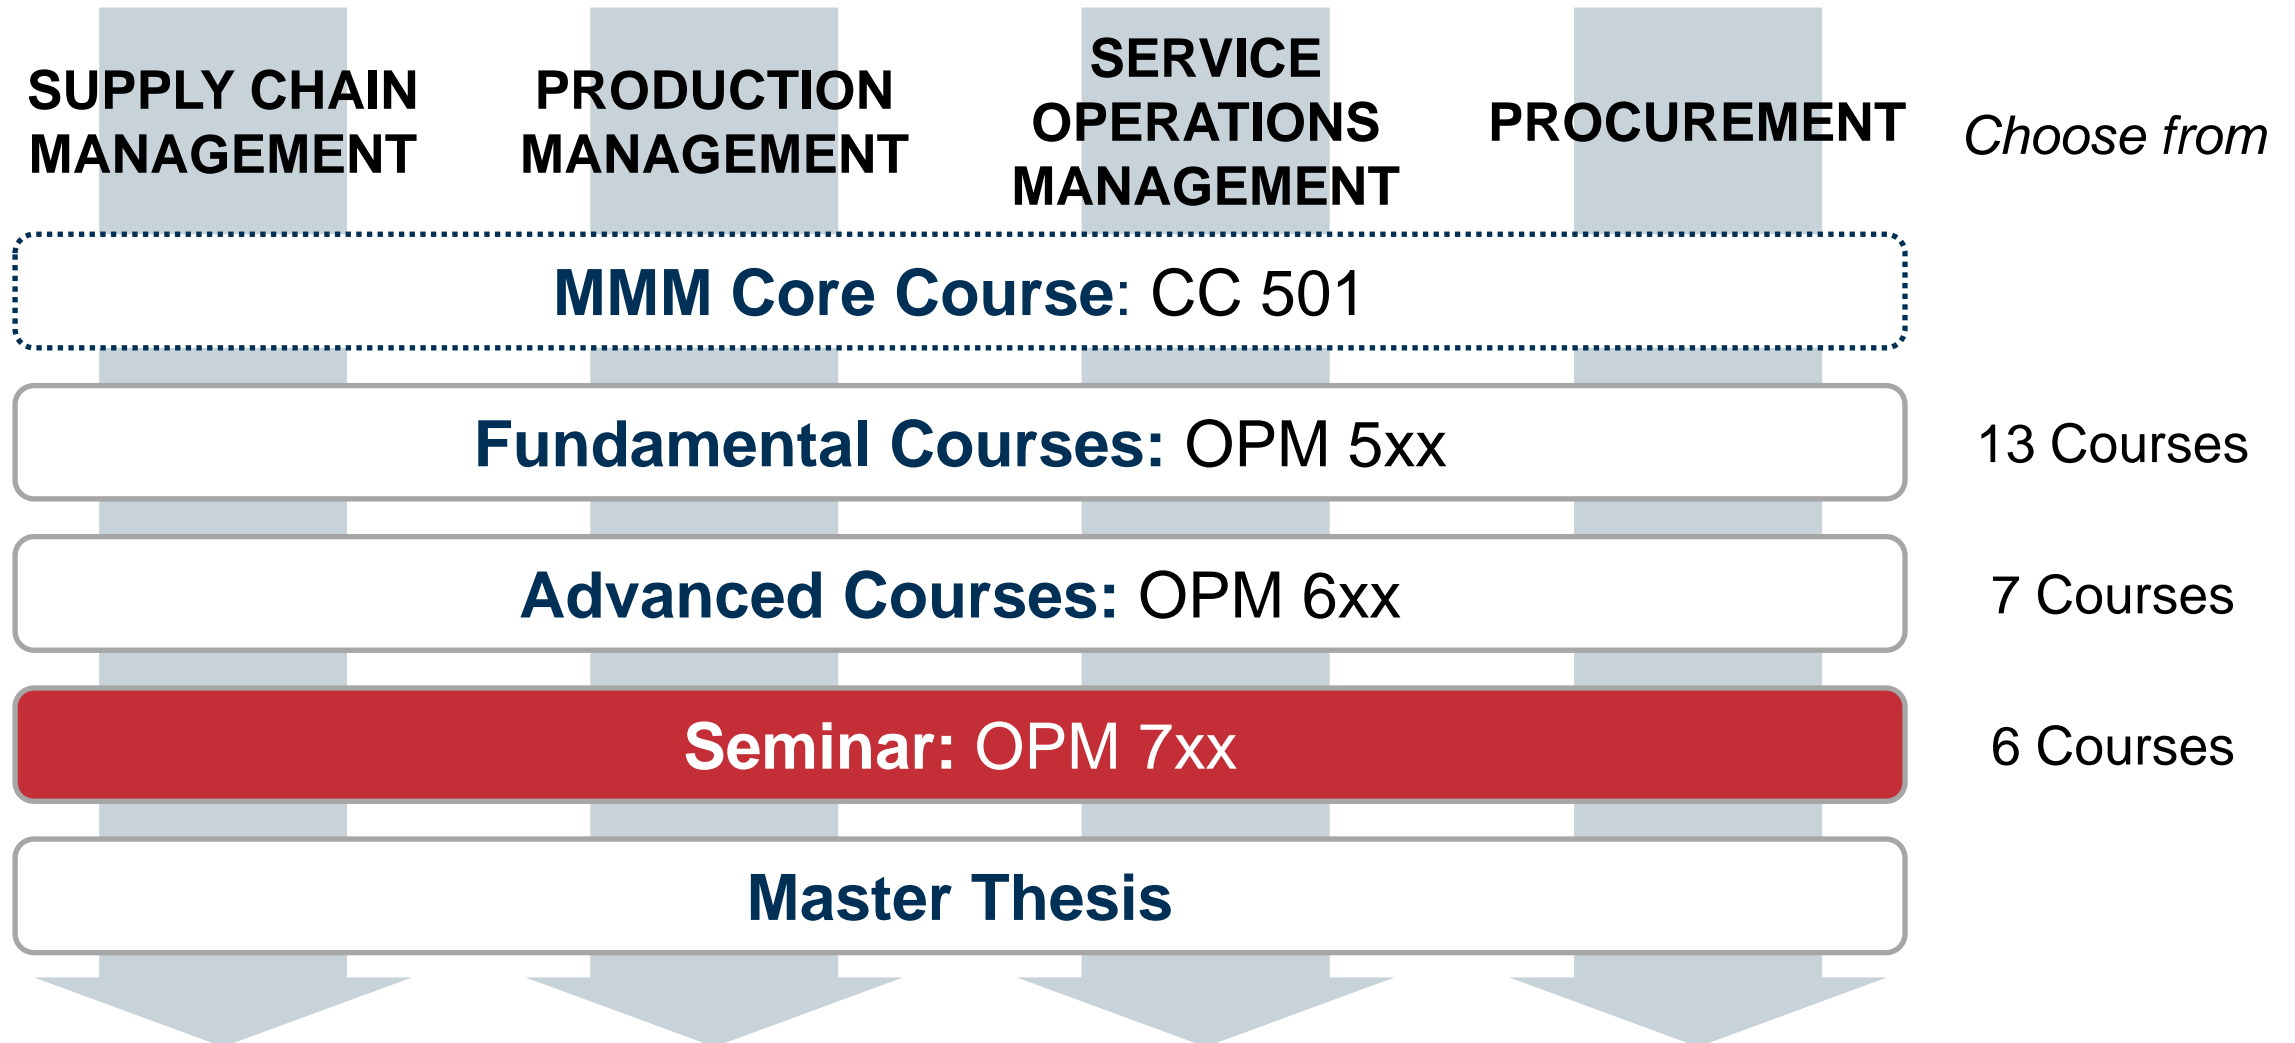 SUPPLY CHAIN
MANAGEMENT
PRODUCTION
MANAGEMENT
SERVICE
OPERATIONS
MANAGEMENT
PROCUREMENT
Choose from
MMM Core Course: CC 501
Fundamental Courses: OPM 5xx
13 Courses
Advanced Courses: OPM 6xx
7 Courses
Seminar: OPM 7xx
6 Courses
Master Thesis